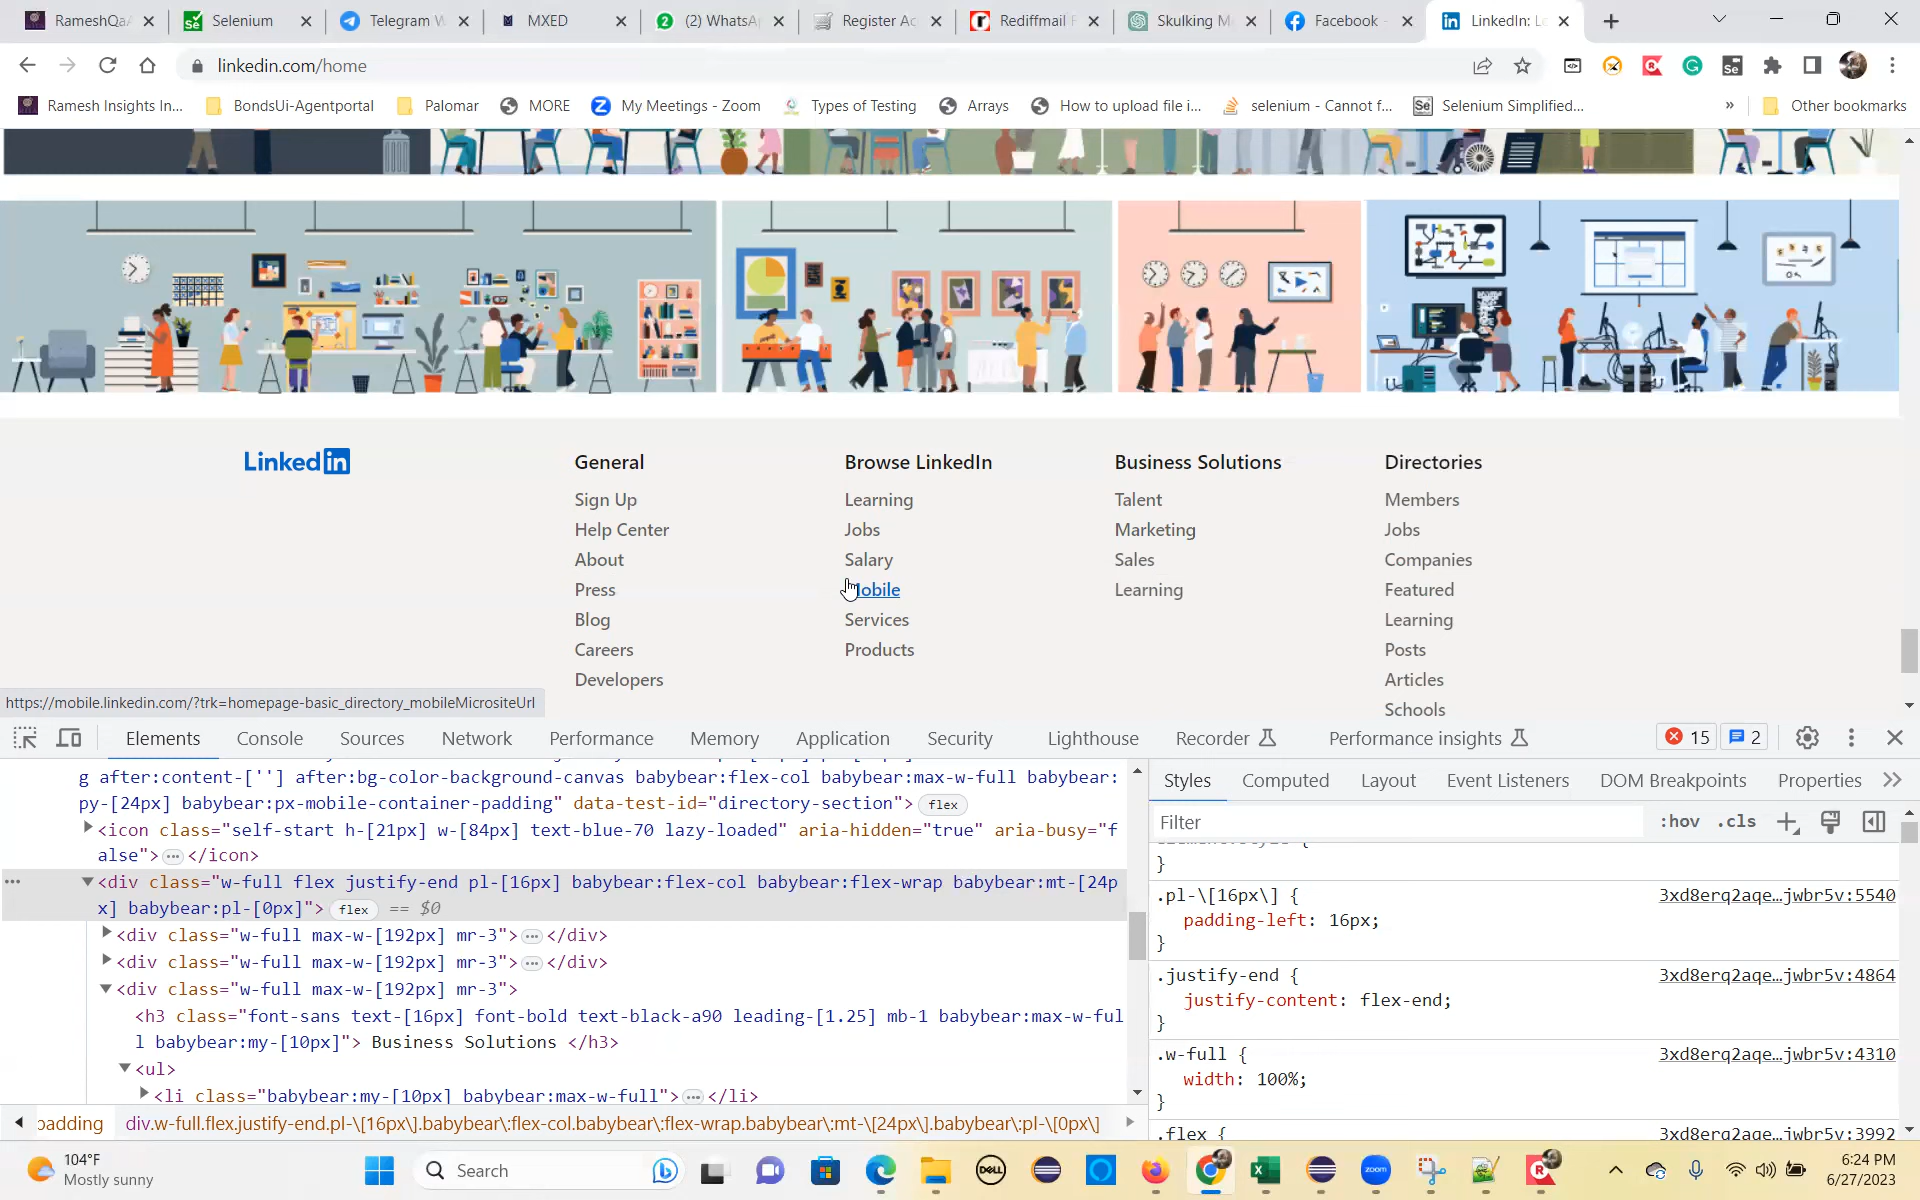 RameshQa
Selenium
Telegram W
MXED
(2) WhatsA
Register Ac
Rediffmail F
Skulking M
Facebook -
LinkedIn: Lo
linkedin.com/home
Ramesh Insights In...
BondsUi-Agentportal
Palomar
MORE
My Meetings - Zoom
Types of Testing
Arrays
How to upload file i...
selenium - Cannot f...
Selenium Simplified...
»
Other bookmarks
LinkedIn
General
Browse LinkedIn
Business Solutions
Directories
Sign Up
Learning
Talent
Members
Help Center
Jobs
Marketing
Jobs
About
Salary
Sales
Companies
Press
Mobile
Learning
Featured
Blog
Services
Learning
Careers
Products
Posts
Developers
Articles
Schools
https://mobile.linkedin.com/?trk=homepage-basic_directory_mobileMicrositeUrl
Elements
Console
Sources
Network
Performance
Memory
Application
Security
Lighthouse
Recorder
Performance insights
15
2
g after:content-[''] after:bg-color-background-canvas babybear:flex-col babybear:max-w-full babybear:
py-[24px] babybear:px-mobile-container-padding" data-test-id="directory-section"> flex
<icon class="self-start h-[21px] w-[84px] text-blue-70 lazy-loaded" aria-hidden="true" aria-busy="f
alse"> … </icon>
<div class="w-full flex justify-end pl-[16px] babybear:flex-col babybear:flex-wrap babybear:mt-[24p
x] babybear:pl-[0px]"> flex == $0
<div class="w-full max-w-[192px] mr-3"> … </div>
<div class="w-full max-w-[192px] mr-3"> … </div>
<div class="w-full max-w-[192px] mr-3">
<h3 class="font-sans text-[16px] font-bold text-black-a90 leading-[1.25] mb-1 babybear:max-w-ful
l babybear:my-[10px]"> Business Solutions </h3>
<ul>
<li class="babybear:my-[10px] babybear:max-w-full"> … </li>
padding
div.w-full.flex.justify-end.pl-\[16px\].babybear\:flex-col.babybear\:flex-wrap.babybear\:mt-\[24px\].babybear\:pl-\[0px\]
Styles
Computed
Layout
Event Listeners
DOM Breakpoints
Properties
Filter
:hov
.cls
}
.pl-\[16px\] {
3xd8erq2aqe…jwbr5v:5540
padding-left: 16px;
}
.justify-end {
3xd8erq2aqe…jwbr5v:4864
justify-content: flex-end;
}
.w-full {
3xd8erq2aqe…jwbr5v:4310
width: 100%;
}
.flex {
3xd8erq2aqe…jwbr5v:3992
104°F
Mostly sunny
Search
DELL
zoom
6:24 PM
6/27/2023